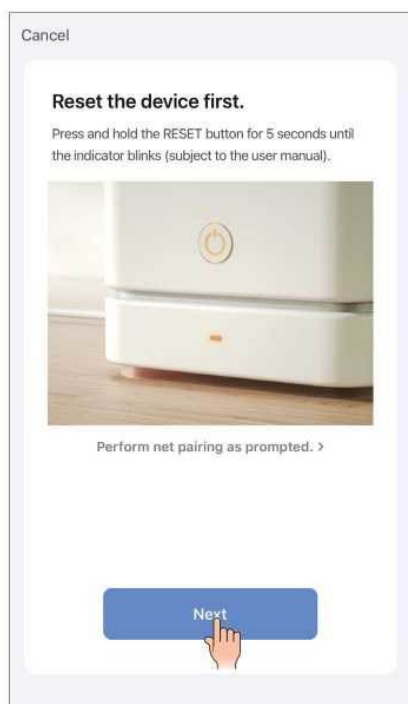 Cancel
Reset the device first.
Press and hold the RESET button for 5 seconds until
the indicator blinks (subject to the user manual).
Perform net pairing as prompted. >
Next